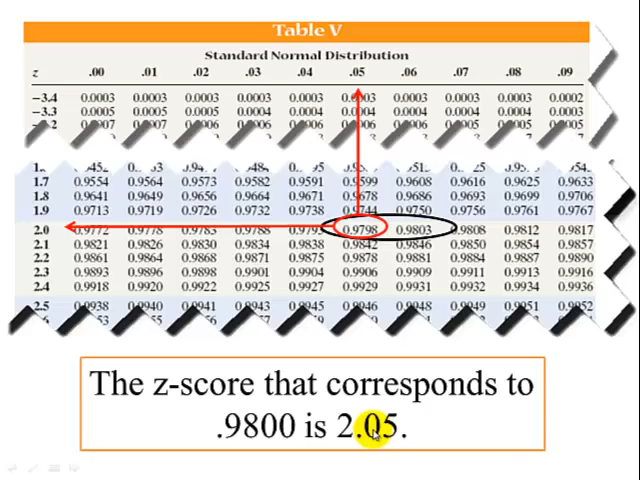 Table V
Standard Normal Distribution
z .00 .01 .02 .03 .04 .05 .06 .07 .08 .09
−3.4 0.0003 0.0003 0.0003 0.0003 0.0003 0.0003 0.0003 0.0003 0.0002
−3.3 0.0005 0.0005 0.0005 0.0004 0.0004 0.0004 0.0004 0.0004 0.0003
1.7 0.9554 0.9564 0.9573 0.9582 0.9591 0.9599 0.9608 0.9616 0.9625 0.9633
1.8 0.9641 0.9649 0.9656 0.9664 0.9671 0.9678 0.9686 0.9693 0.9699 0.9706
1.9 0.9713 0.9719 0.9726 0.9732 0.9738 0.9744 0.9750 0.9756 0.9761 0.9767
2.0 0.9772 0.9778 0.9783 0.9788 0.9793 0.9798 0.9803 0.9808 0.9812 0.9817
2.1 0.9821 0.9826 0.9830 0.9834 0.9838 0.9842 0.9846 0.9850 0.9854 0.9857
2.2 0.9861 0.9864 0.9868 0.9871 0.9875 0.9878 0.9881 0.9884 0.9887 0.9890
2.3 0.9893 0.9896 0.9898 0.9901 0.9904 0.9906 0.9909 0.9911 0.9913 0.9916
2.4 0.9918 0.9920 0.9922 0.9925 0.9927 0.9929 0.9931 0.9932 0.9934 0.9936
2.5 0.9938 0.9940 0.9941 0.9943 0.9945 0.9946 0.9948 0.9949 0.9951 0.9952
The z-score that corresponds to
.9800 is 2.05.